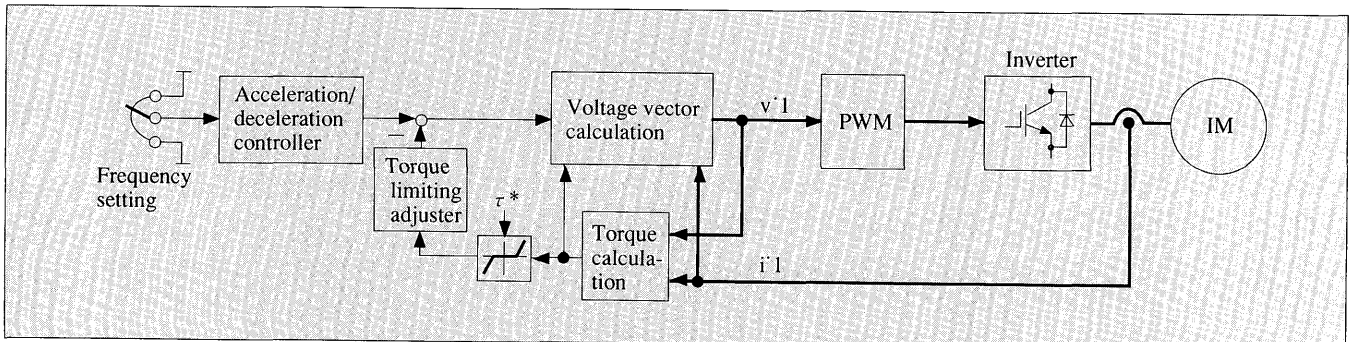 Frequency
setting
Acceleration/
deceleration
controller
−
Torque
limiting
adjuster
τ*
Voltage vector
calculation
Torque
calcula-
tion
v̇1
i̇1
PWM
Inverter
IM